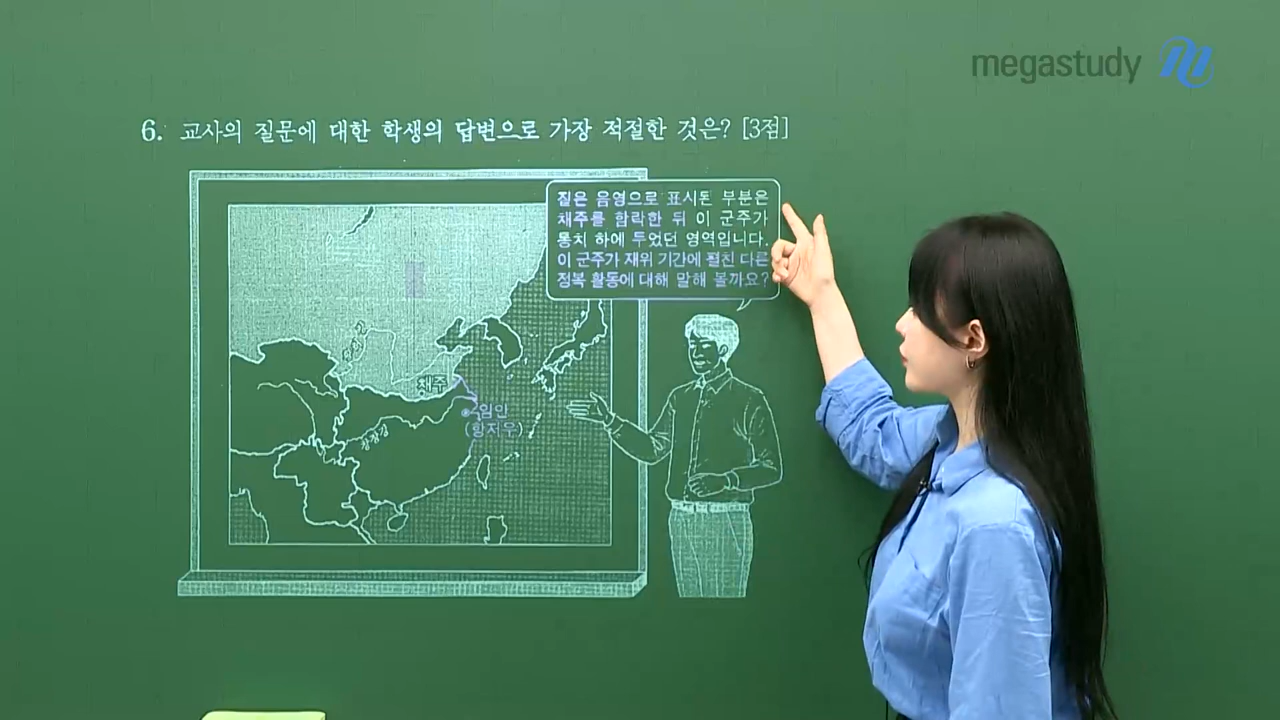 megastudy
6. 교사의 질문에 대한 학생의 답변으로 가장 적절한 것은? [3점]
짙은 음영으로 표시된 부분은
채주를 함락한 뒤 이 군주가
통치 하에 두었던 영역입니다.
이 군주가 재위 기간에 펼친 다른
정복 활동에 대해 말해 볼까요?
채주
임안
(항저우)
창장강